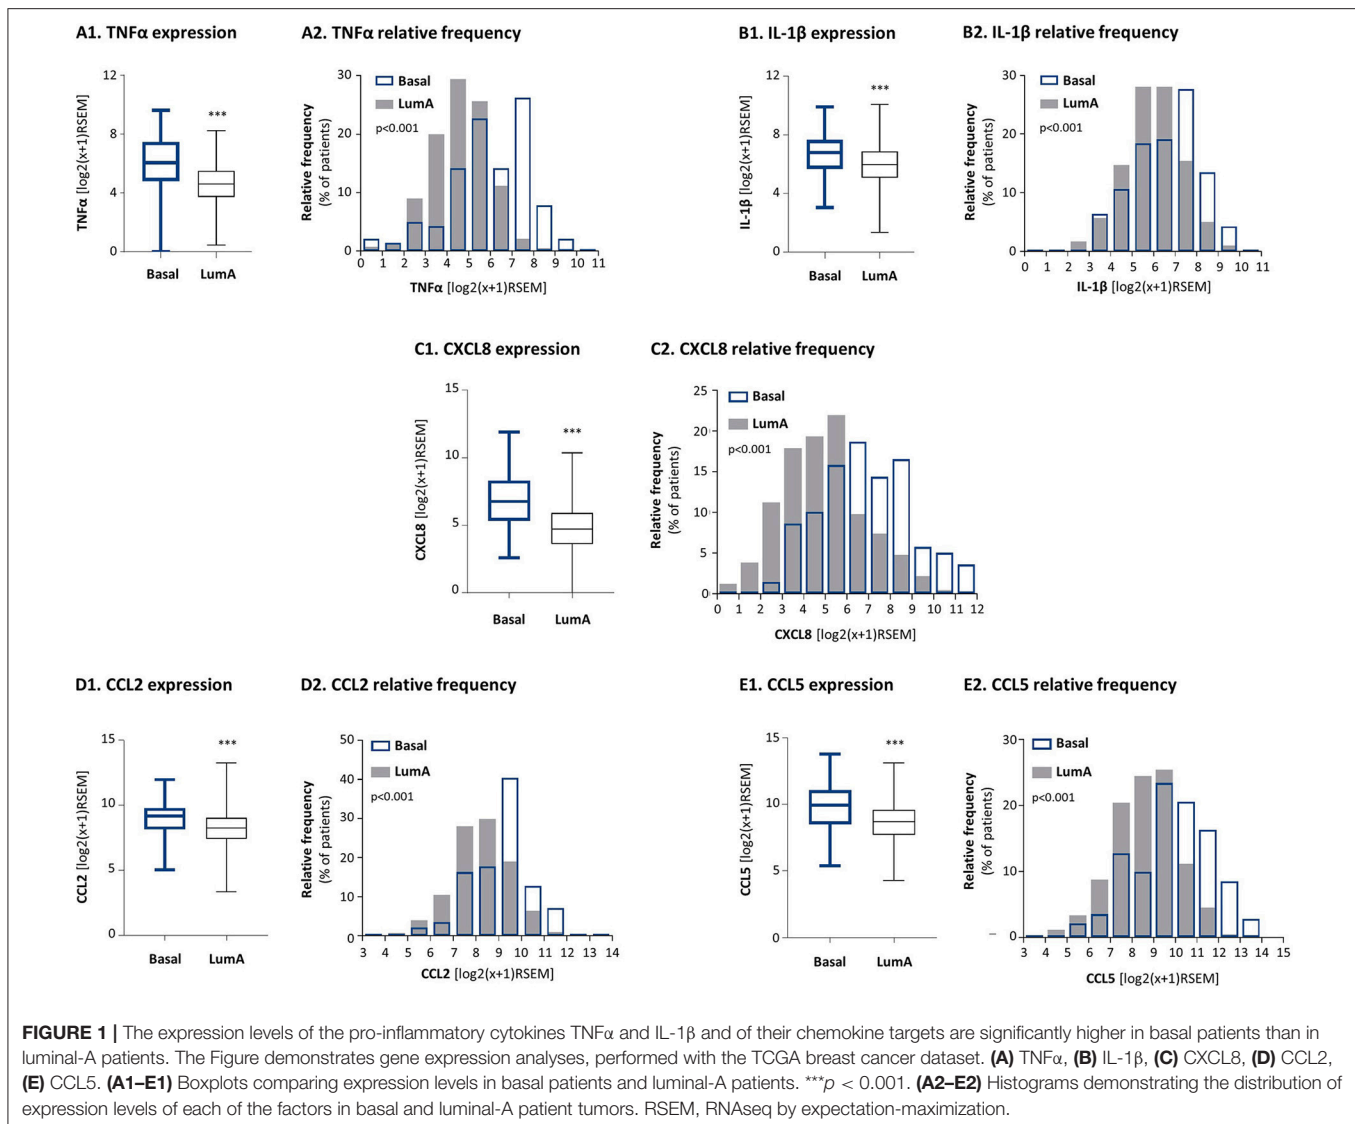 A1. TNFα expression
TNFα [log2(x+1)RSEM]
12
8
4
0
***
Basal
LumA
A2. TNFα relative frequency
Relative frequency
(% of patients)
30
20
10
0
Basal
LumA
p<0.001
0 1 2 3 4 5 6 7 8 9 10 11
TNFα [log2(x+1)RSEM]
B1. IL-1β expression
IL-1β [log2(x+1)RSEM]
12
8
4
0
***
Basal
LumA
B2. IL-1β relative frequency
Relative frequency
(% of patients)
30
20
10
0
Basal
LumA
p<0.001
0 1 2 3 4 5 6 7 8 9 10 11
IL-1β [log2(x+1)RSEM]
C1. CXCL8 expression
CXCL8 [log2(x+1)RSEM]
15
10
5
0
***
Basal
LumA
C2. CXCL8 relative frequency
Relative frequency
(% of patients)
25
20
15
10
5
0
Basal
LumA
p<0.001
0 1 2 3 4 5 6 7 8 9 10 11 12
CXCL8 [log2(x+1)RSEM]
D1. CCL2 expression
CCL2 [log2(x+1)RSEM]
15
10
5
0
***
Basal
LumA
D2. CCL2 relative frequency
Relative frequency
(% of patients)
50
40
30
20
10
0
Basal
LumA
p<0.001
3 4 5 6 7 8 9 10 11 12 13 14
CCL2 [log2(x+1)RSEM]
E1. CCL5 expression
CCL5 [log2(x+1)RSEM]
15
10
5
0
***
Basal
LumA
E2. CCL5 relative frequency
Relative frequency
(% of patients)
30
20
10
0
Basal
LumA
p<0.001
3 4 5 6 7 8 9 10 11 12 13 14 15
CCL5 [log2(x+1)RSEM]
FIGURE 1 | The expression levels of the pro-inflammatory cytokines TNFα and IL-1β and of their chemokine targets are significantly higher in basal patients than in
luminal-A patients. The Figure demonstrates gene expression analyses, performed with the TCGA breast cancer dataset. (A) TNFα, (B) IL-1β, (C) CXCL8, (D) CCL2,
(E) CCL5. (A1–E1) Boxplots comparing expression levels in basal patients and luminal-A patients. ***p < 0.001. (A2–E2) Histograms demonstrating the distribution of
expression levels of each of the factors in basal and luminal-A patient tumors. RSEM, RNAseq by expectation-maximization.